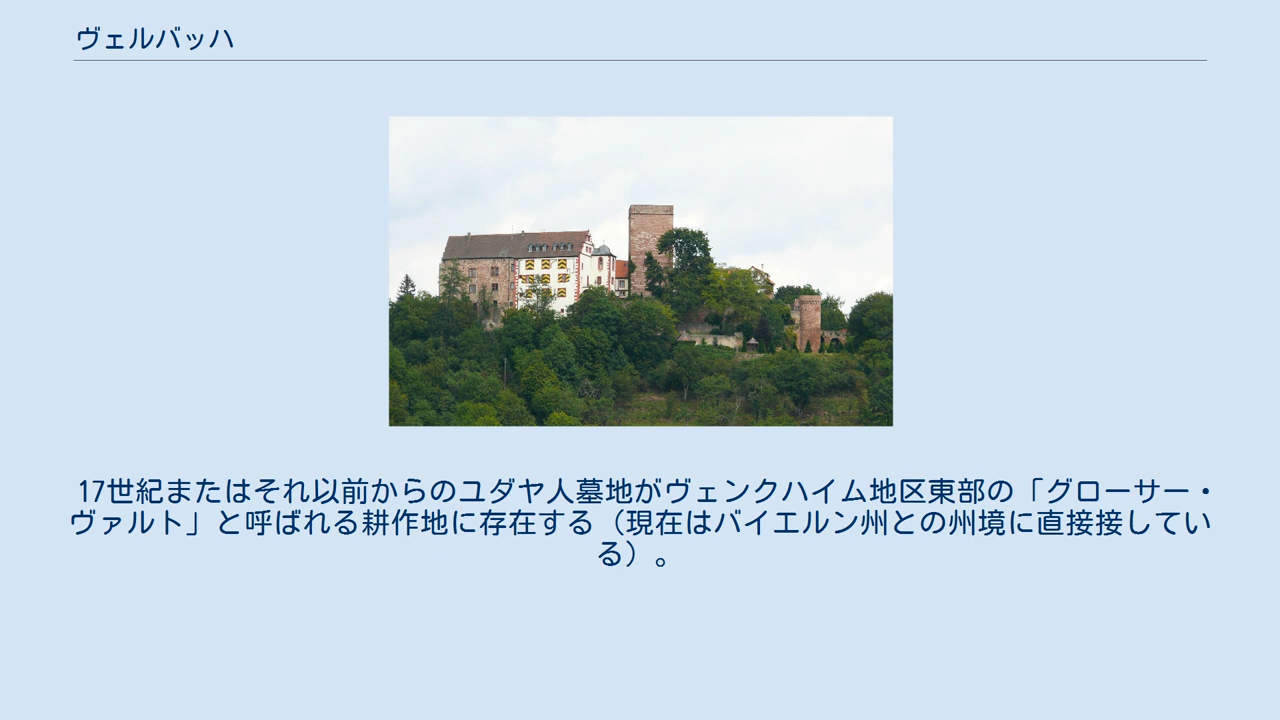 ヴェルバッハ
17世紀またはそれ以前からのユダヤ人墓地がヴェンクハイム地区東部の「グローサー・
ヴァルト」と呼ばれる耕作地に存在する（現在はバイエルン州との州境に直接接してい
る）。